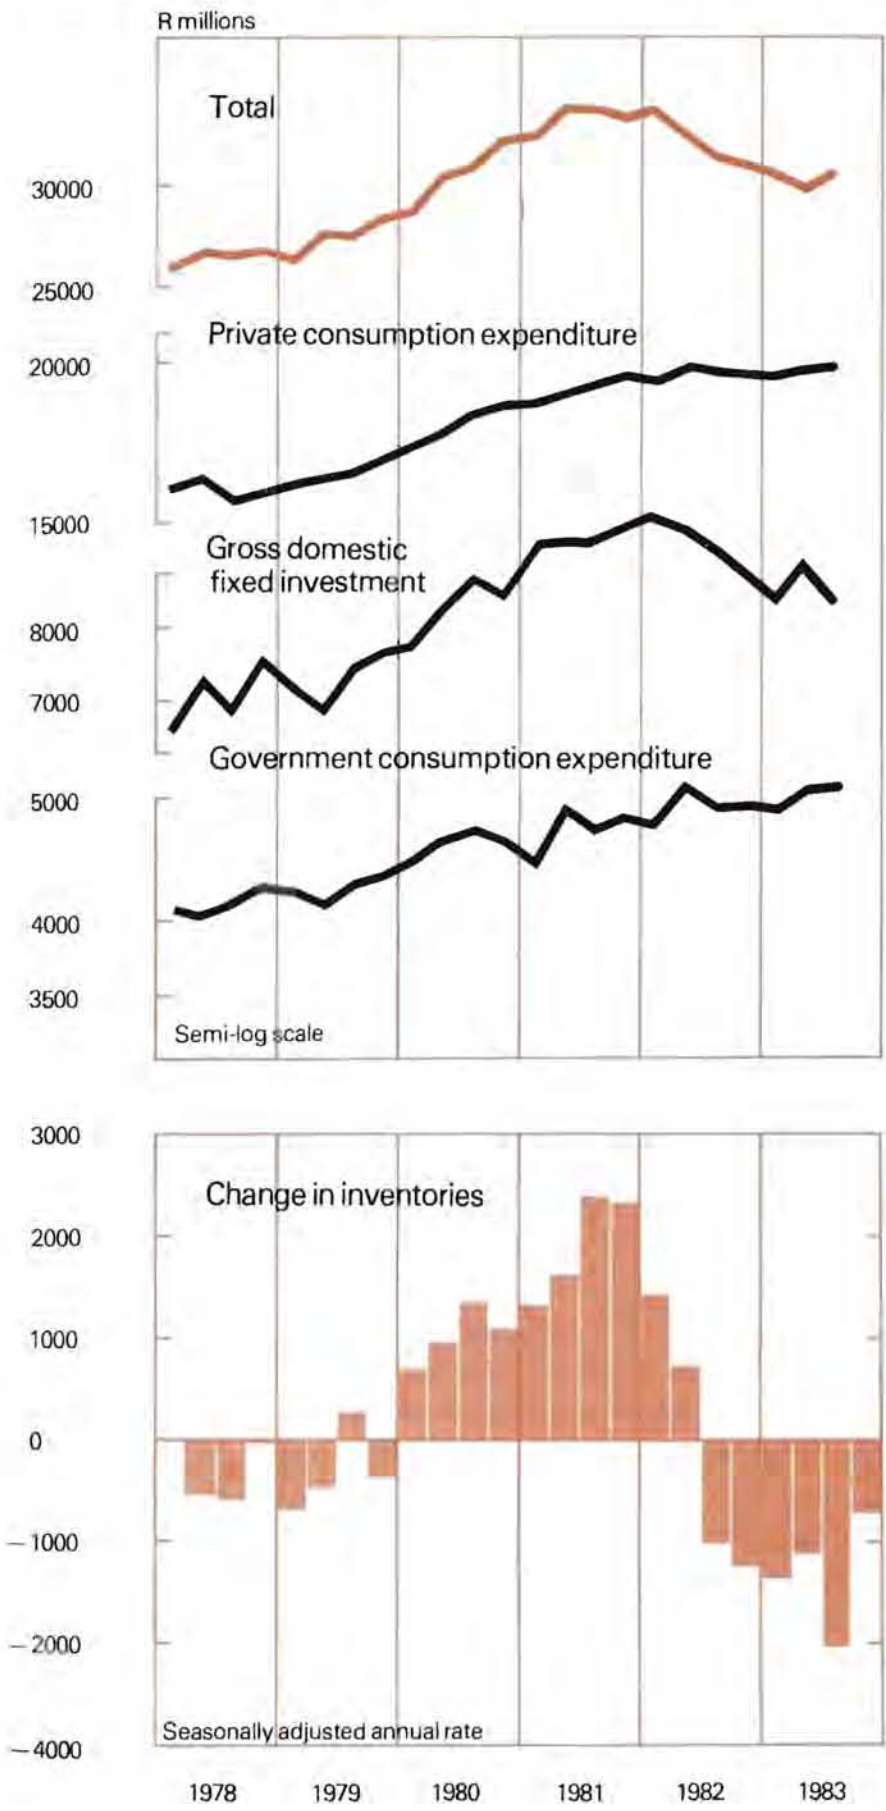 R millions
Total
30000
25000
Private consumption expenditure
20000
15000
Gross domestic
fixed investment
8000
7000
Government consumption expenditure
5000
4000
3500
Semi-log scale
3000
Change in inventories
2000
1000
0
−1000
−2000
Seasonally adjusted annual rate
−4000
1978 1979 1980 1981 1982 1983